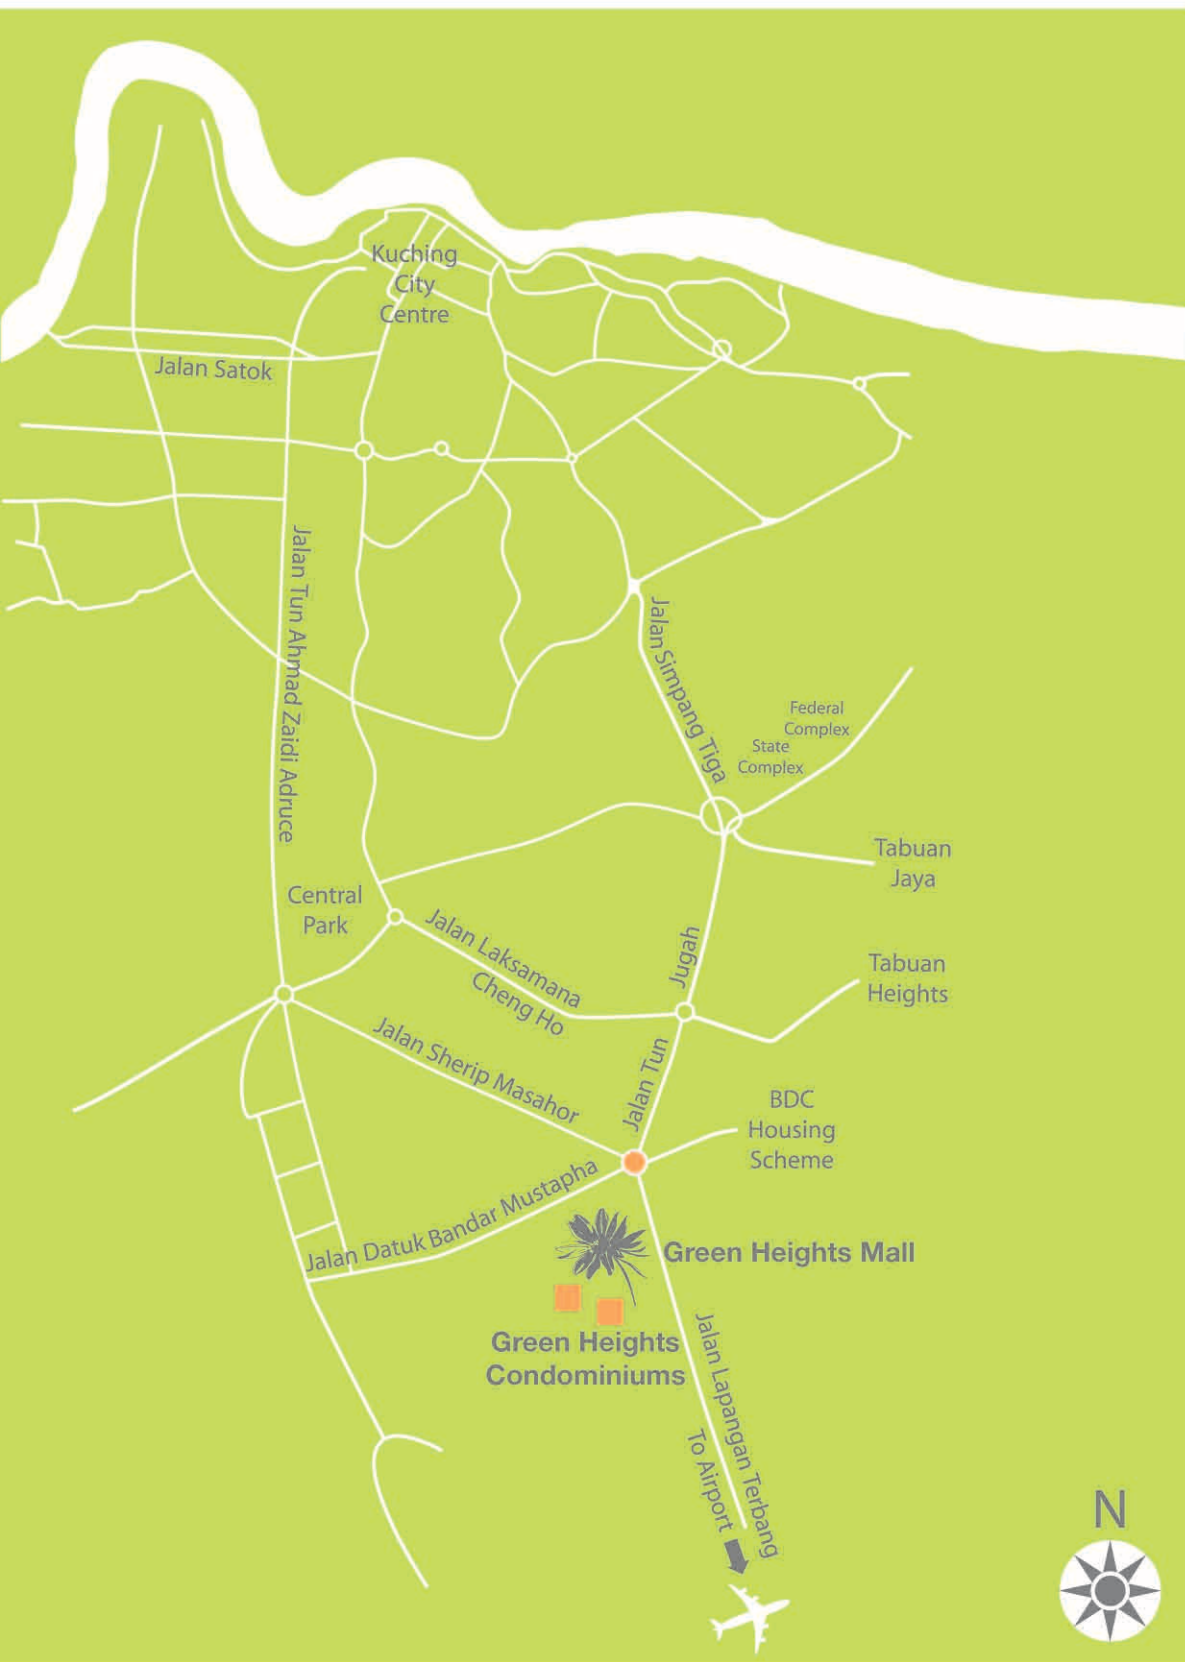 Kuching
City
Centre
Jalan Satok
Jalan Tun Ahmad Zaidi Adruce
Jalan Simpang Tiga
Federal
Complex
State
Complex
Tabuan
Jaya
Central
Park
Jalan Laksamana
Cheng Ho
Jugah
Tabuan
Heights
Jalan Sherip Masahor
Jalan Tun
BDC
Housing
Scheme
Jalan Datuk Bandar Mustapha
Green Heights Mall
Green Heights
Condominiums
Jalan Lapangan Terbang
To Airport
N